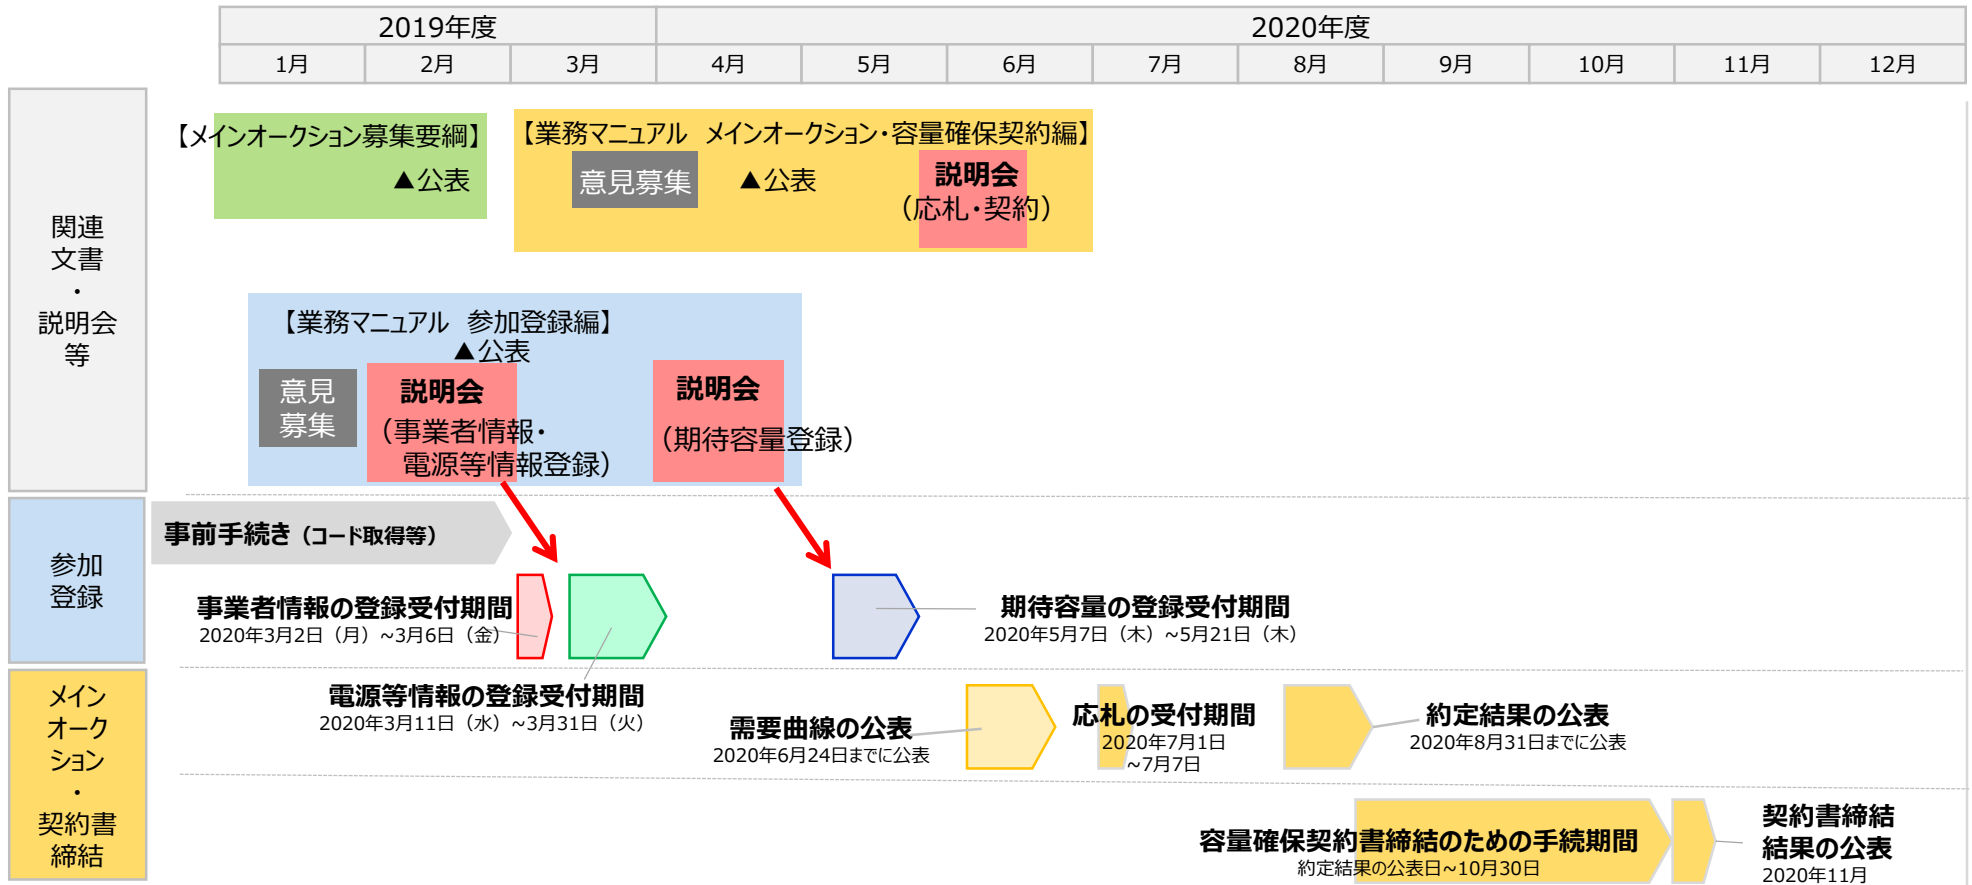 2019年度
2020年度
1月
2月
3月
4月
5月
6月
7月
8月
9月
10月
11月
12月
関連
文書
・
説明会
等
【メインオークション募集要綱】
▲公表
【業務マニュアル　メインオークション・容量確保契約編】
意見募集
▲公表
説明会
（応札・契約）
【業務マニュアル　参加登録編】
▲公表
意見
募集
説明会
（事業者情報・
電源等情報登録）
説明会
（期待容量登録）
参加
登録
事前手続き（コード取得等）
事業者情報の登録受付期間
2020年3月2日（月）~3月6日（金）
期待容量の登録受付期間
2020年5月7日（木）~5月21日（木）
電源等情報の登録受付期間
2020年3月11日（水）~3月31日（火）
メイン
オーク
ション
・
契約書
締結
需要曲線の公表
2020年6月24日までに公表
応札の受付期間
2020年7月1日
~7月7日
約定結果の公表
2020年8月31日までに公表
容量確保契約書締結のための手続期間
約定結果の公表日~10月30日
契約書締結
結果の公表
2020年11月